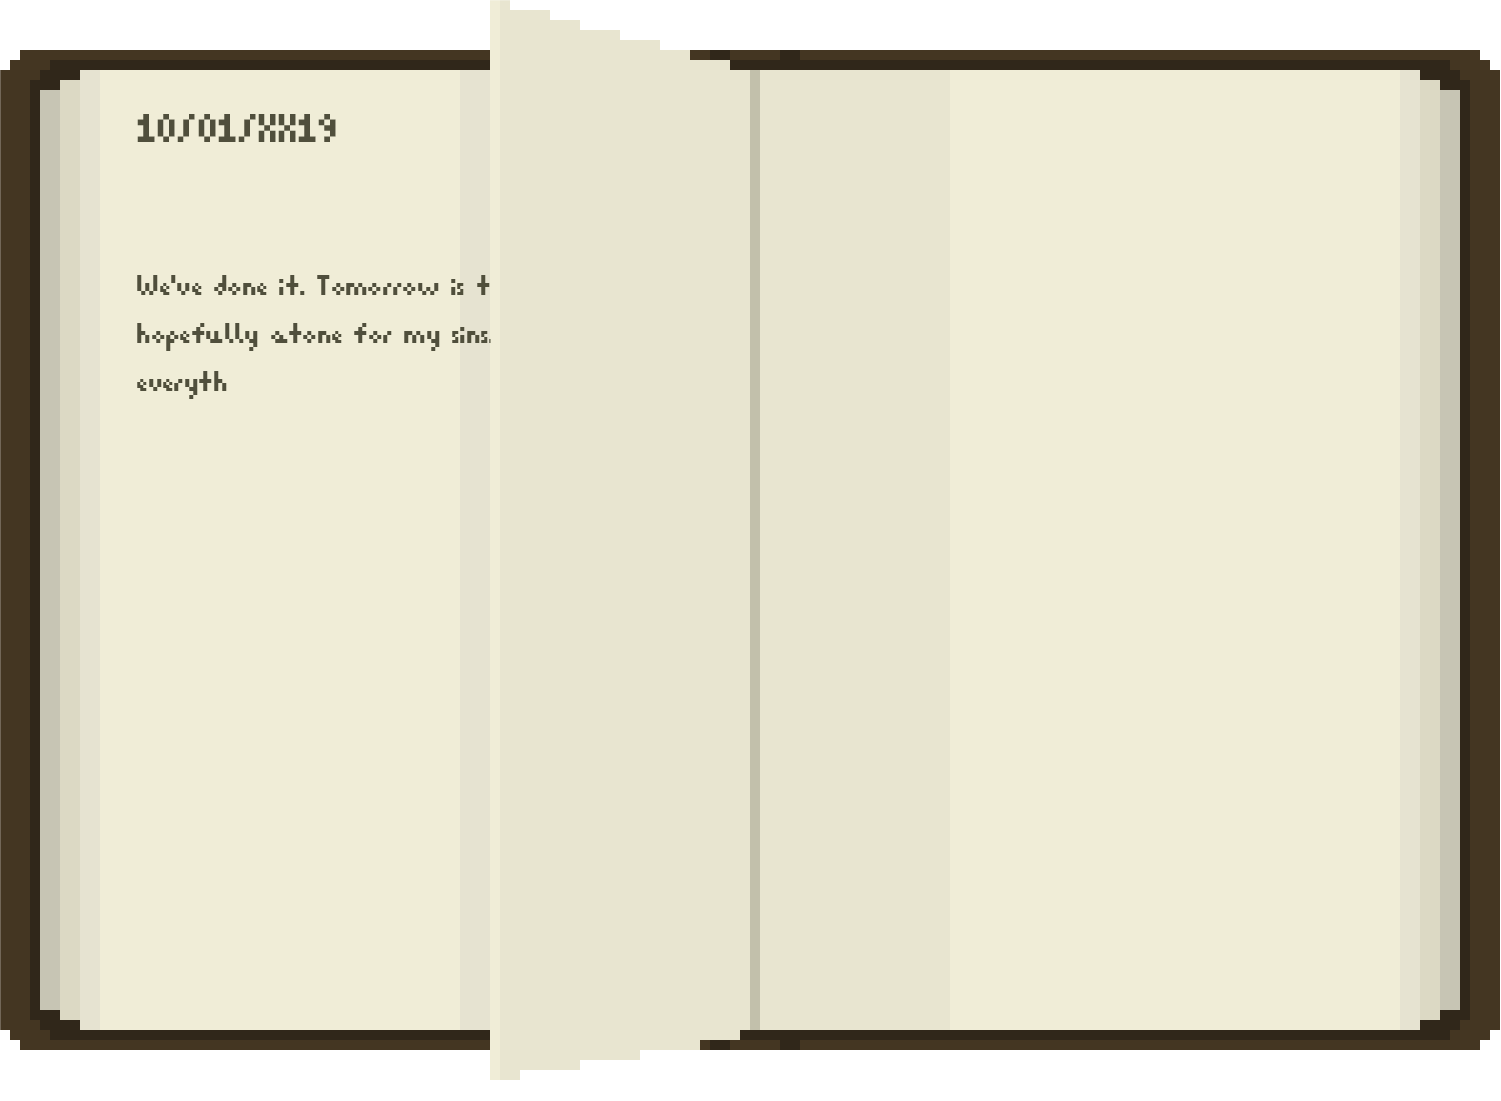 10/01/XX19
We've done it. Tomorrow is t
hopefully atone for my sins.
everyth